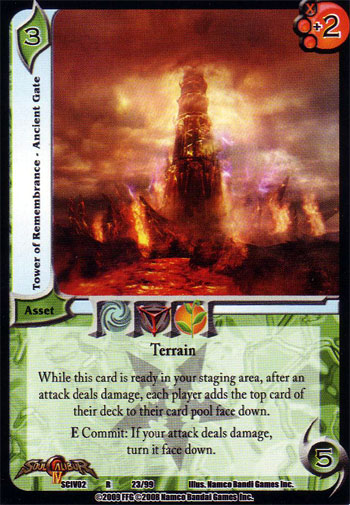 3
X
+2
Tower of Remembrance - Ancient Gate
Asset
Terrain
While this card is ready in your staging area, after an
attack deals damage, each player adds the top card of
their deck to their card pool face down.
E Commit: If your attack deals damage,
turn it face down.
5
SOULCALIBUR
IV
SCIV02 R 23/99 Illus. Namco Bandi Games Inc.
©2009 FFG ©2008 Namco Bandai Games Inc.